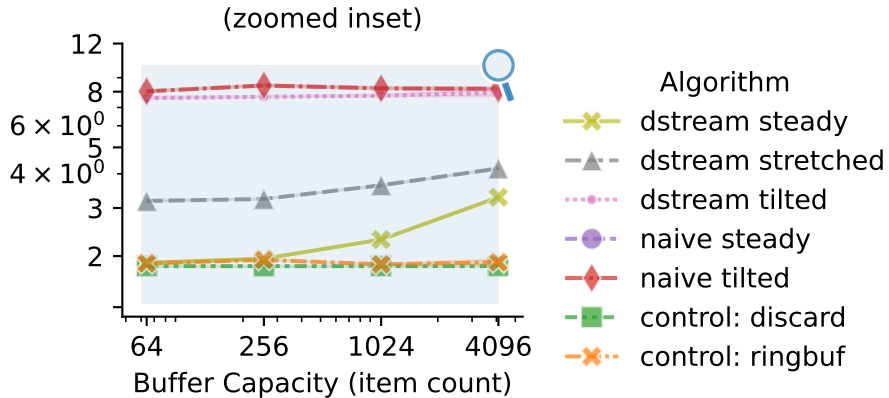 (zoomed inset)
12
8
6 × 10⁰
5
4 × 10⁰
3
2
64 256 1024 4096
Buffer Capacity (item count)
Algorithm
dstream steady
dstream stretched
dstream tilted
naive steady
naive tilted
control: discard
control: ringbuf